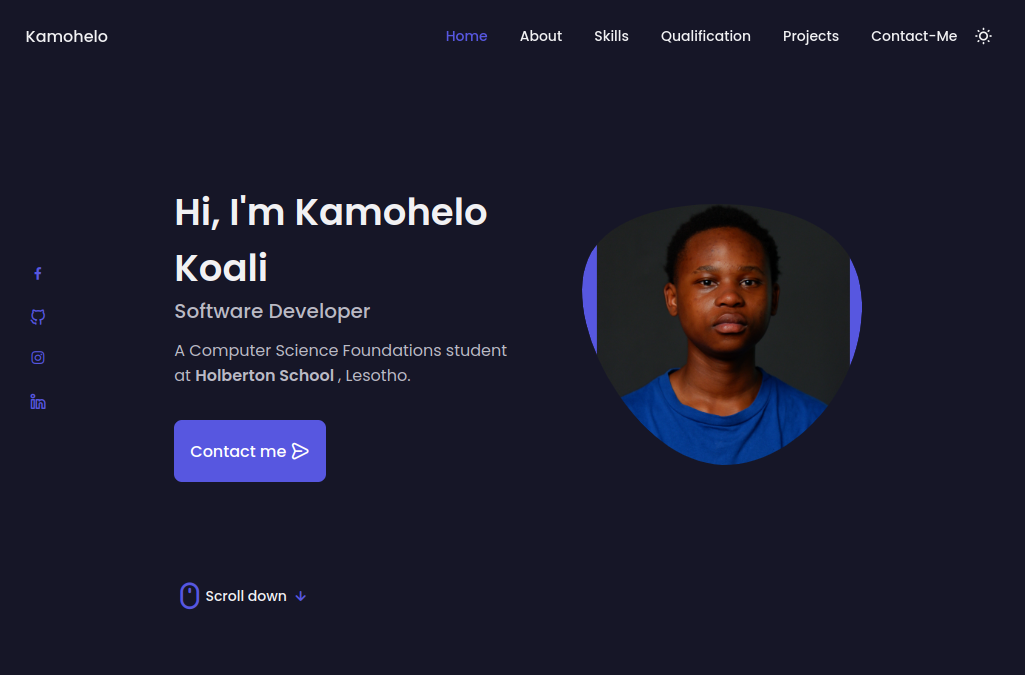 Kamohelo
Home About Skills Qualification Projects Contact-Me
Hi, I'm Kamohelo
Koali
Software Developer
A Computer Science Foundations student
at Holberton School , Lesotho.
Contact me
Scroll down